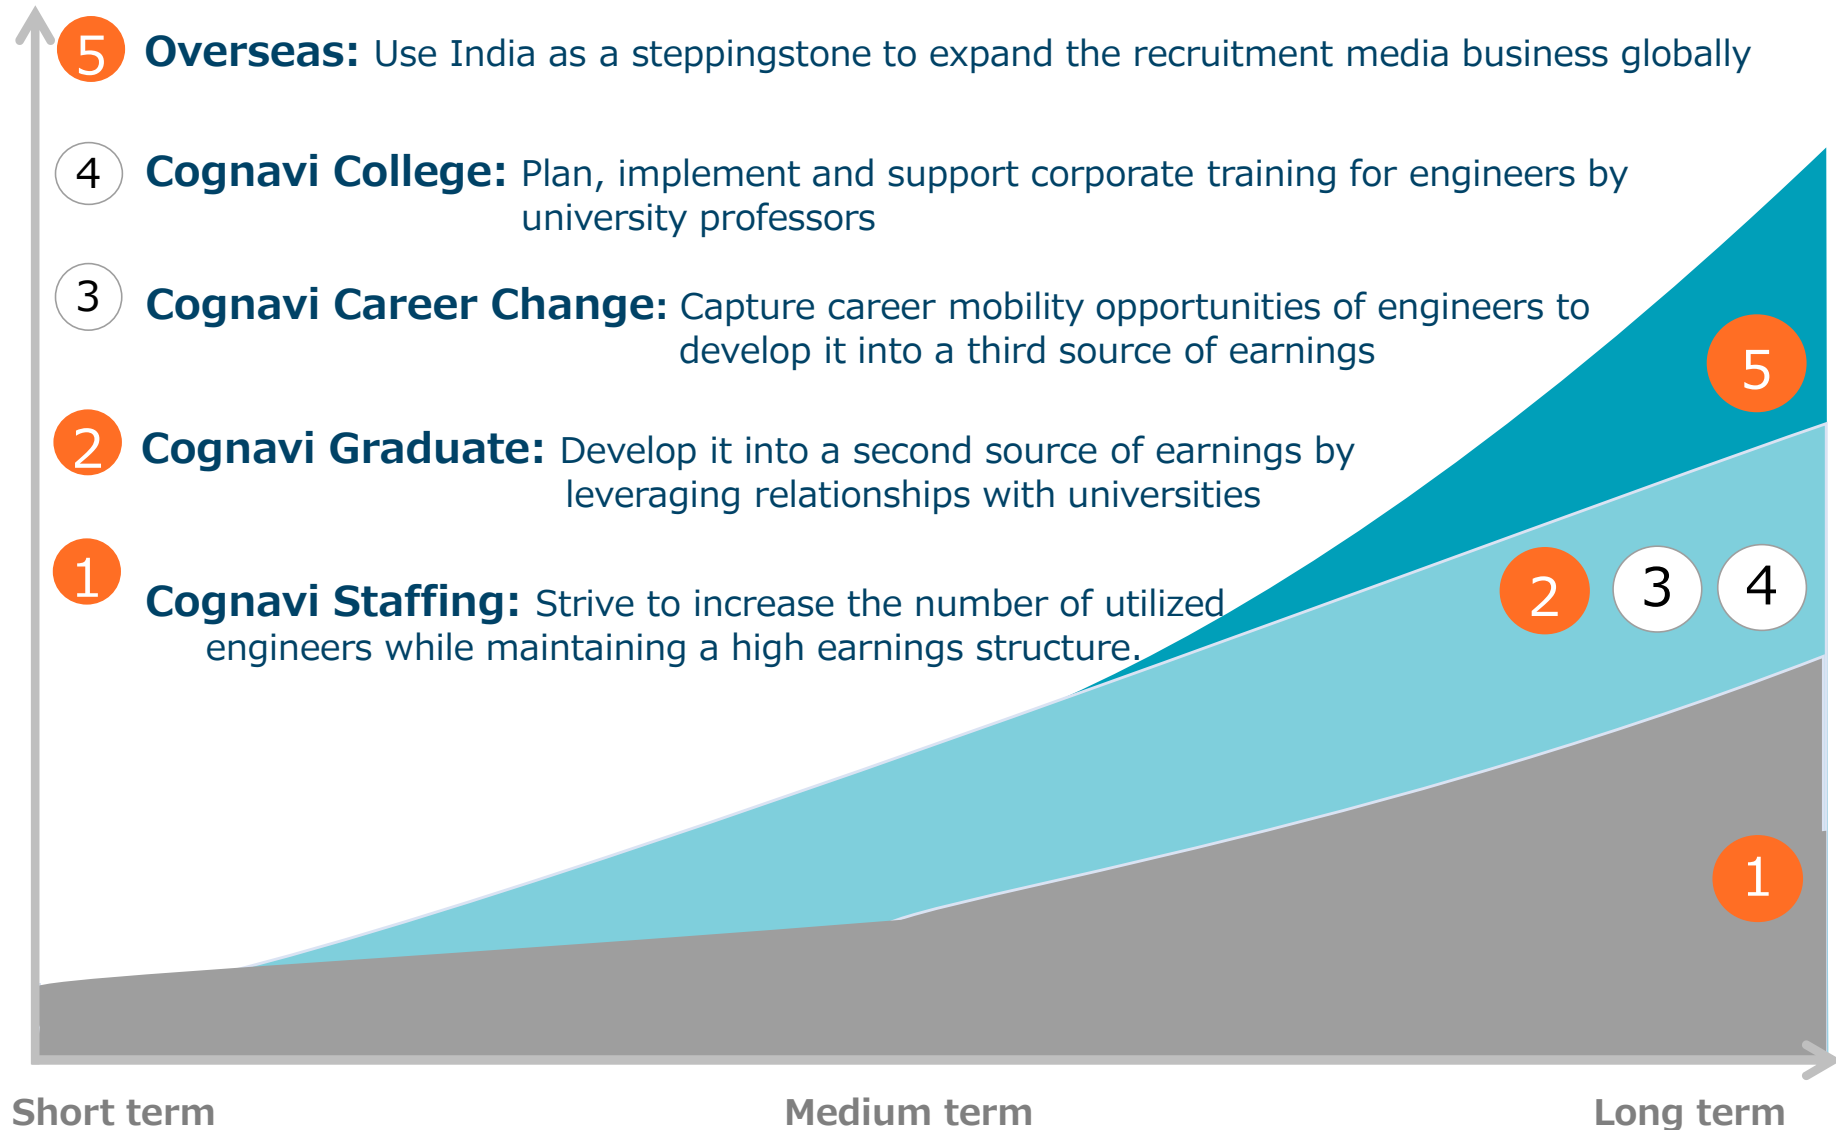 5 Overseas: Use India as a steppingstone to expand the recruitment media business globally
4 Cognavi College: Plan, implement and support corporate training for engineers by
university professors
3 Cognavi Career Change: Capture career mobility opportunities of engineers to
develop it into a third source of earnings
2 Cognavi Graduate: Develop it into a second source of earnings by
leveraging relationships with universities
1 Cognavi Staffing: Strive to increase the number of utilized
engineers while maintaining a high earnings structure.
5
2 3 4
1
Short term Medium term Long term